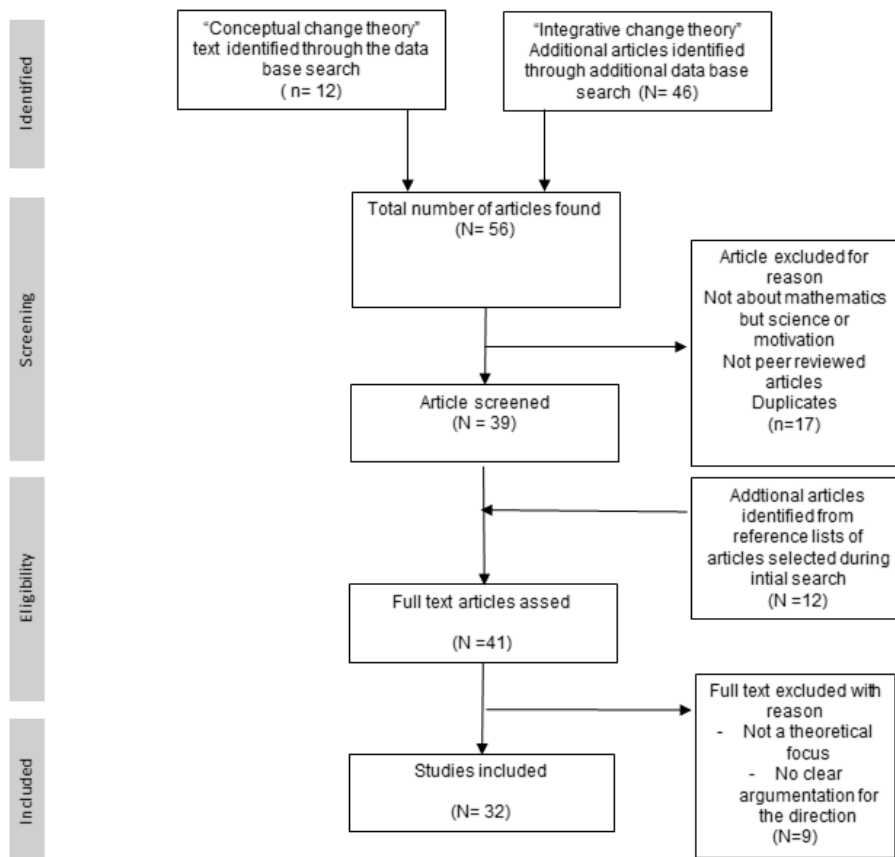 Identified
“Conceptual change theory”
text identified through the data
base search
( n= 12)
“Integrative change theory”
Additional articles identified
through additional data base
search (N= 46)
Screening
Total number of articles found
(N= 56)
Article excluded for
reason
Not about mathematics
but science or
motivation
Not peer reviewed
articles
Duplicates
(n=17)
Article screened
(N = 39)
Eligibility
Addtional articles
identified from
reference lists of
articles selected during
intial search
(N =12)
Full text articles assed
(N =41)
Full text excluded with
reason
- Not a theoretical
focus
- No clear
argumentation for
the direction
(N=9)
Included
Studies included
(N= 32)